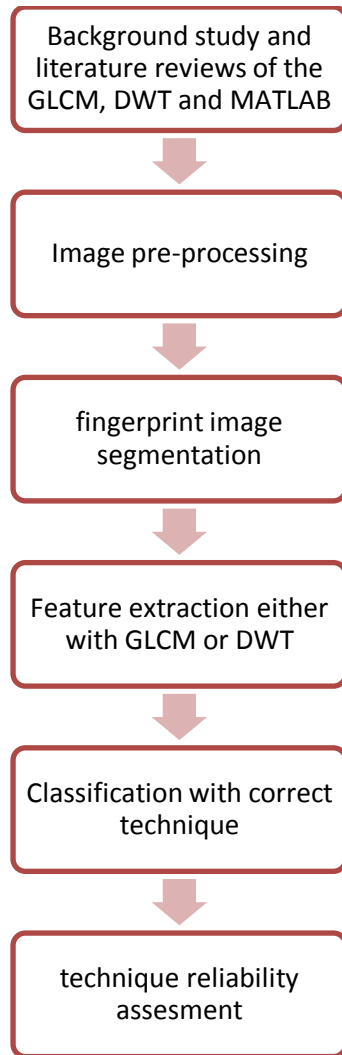 Background study and
literature reviews of the
GLCM, DWT and MATLAB
Image pre-processing
fingerprint image
segmentation
Feature extraction either
with GLCM or DWT
Classification with correct
technique
technique reliability
assesment